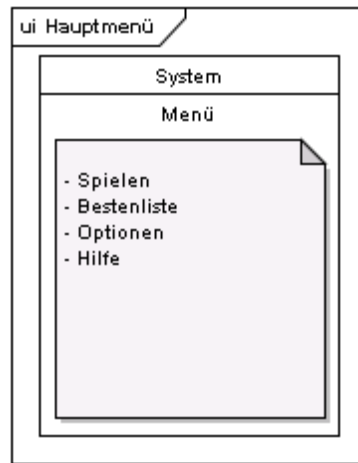 ui Hauptmenü
System
Menü
- Spielen
- Bestenliste
- Optionen
- Hilfe